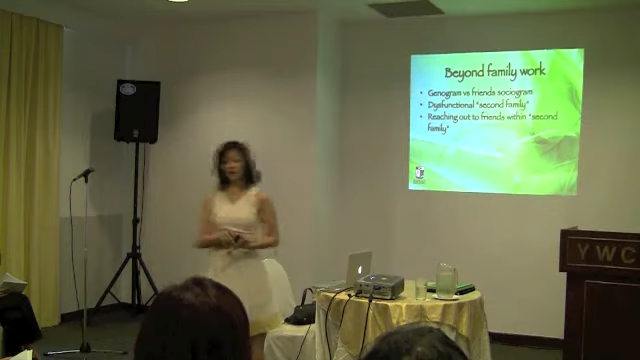 Beyond family work
• Genogram vs friends sociogram
• Dysfunctional "second family"
• Reaching out to friends within "second
family"
YWC